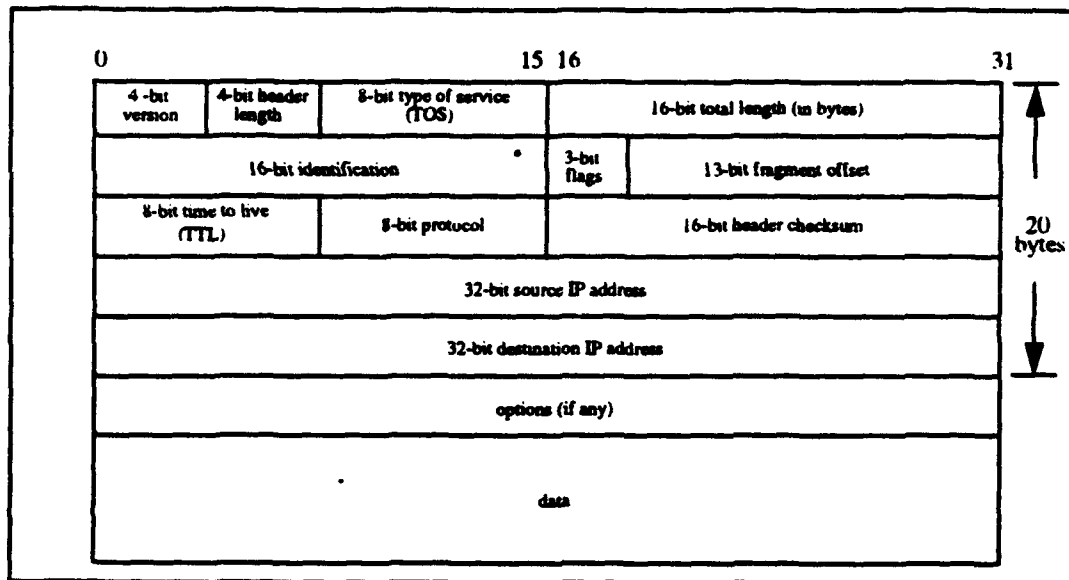 0 15 16 31
4-bit version
4-bit header length
8-bit type of service (TOS)
16-bit total length (in bytes)
16-bit identification
3-bit flags
13-bit fragment offset
8-bit time to live (TTL)
8-bit protocol
16-bit header checksum
20 bytes
32-bit source IP address
32-bit destination IP address
options (if any)
data